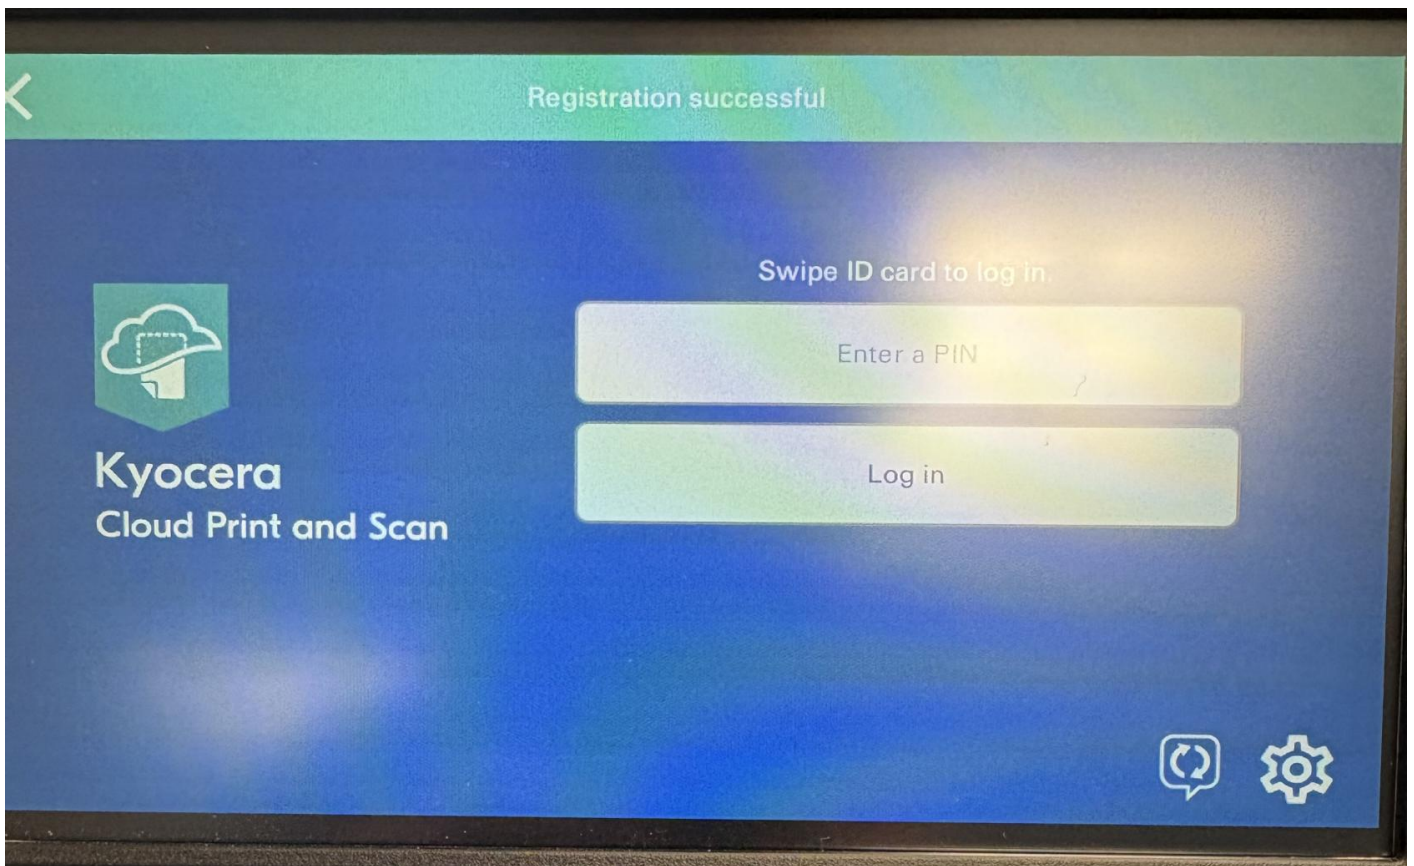 Registration successful
Swipe ID card to log in.
Enter a PIN
Log in
Kyocera
Cloud Print and Scan